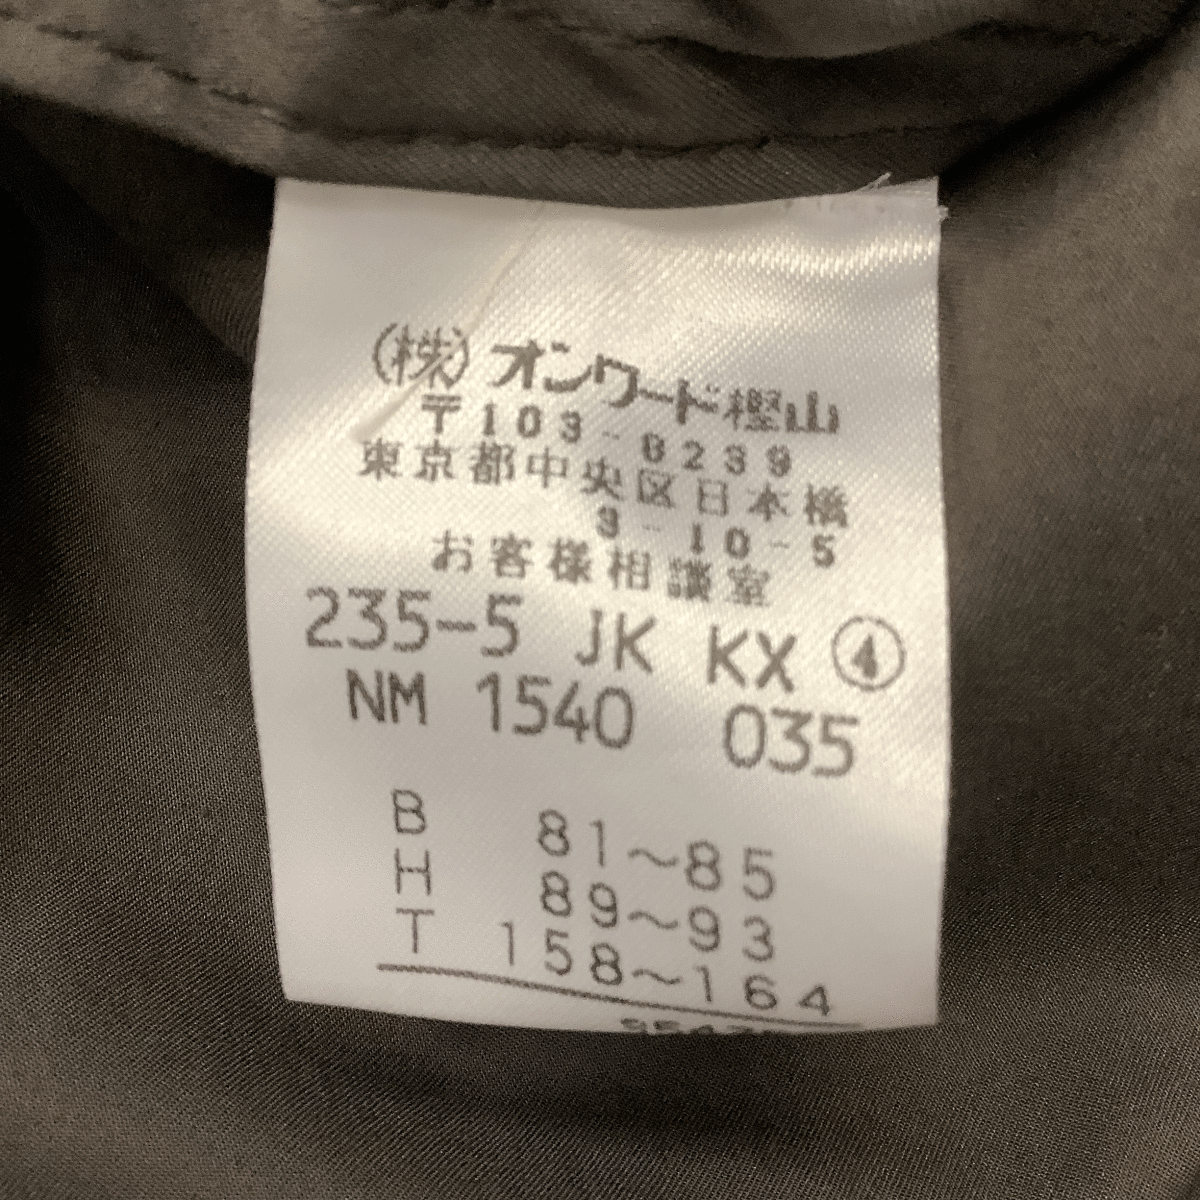 (株)オンワード樫山
〒103-8239
東京都中央区日本橋
3-10-5
お客様相談室
235-5 JK KX ④
NM 1540 035
B 81～85
H 89～93
T 158～164